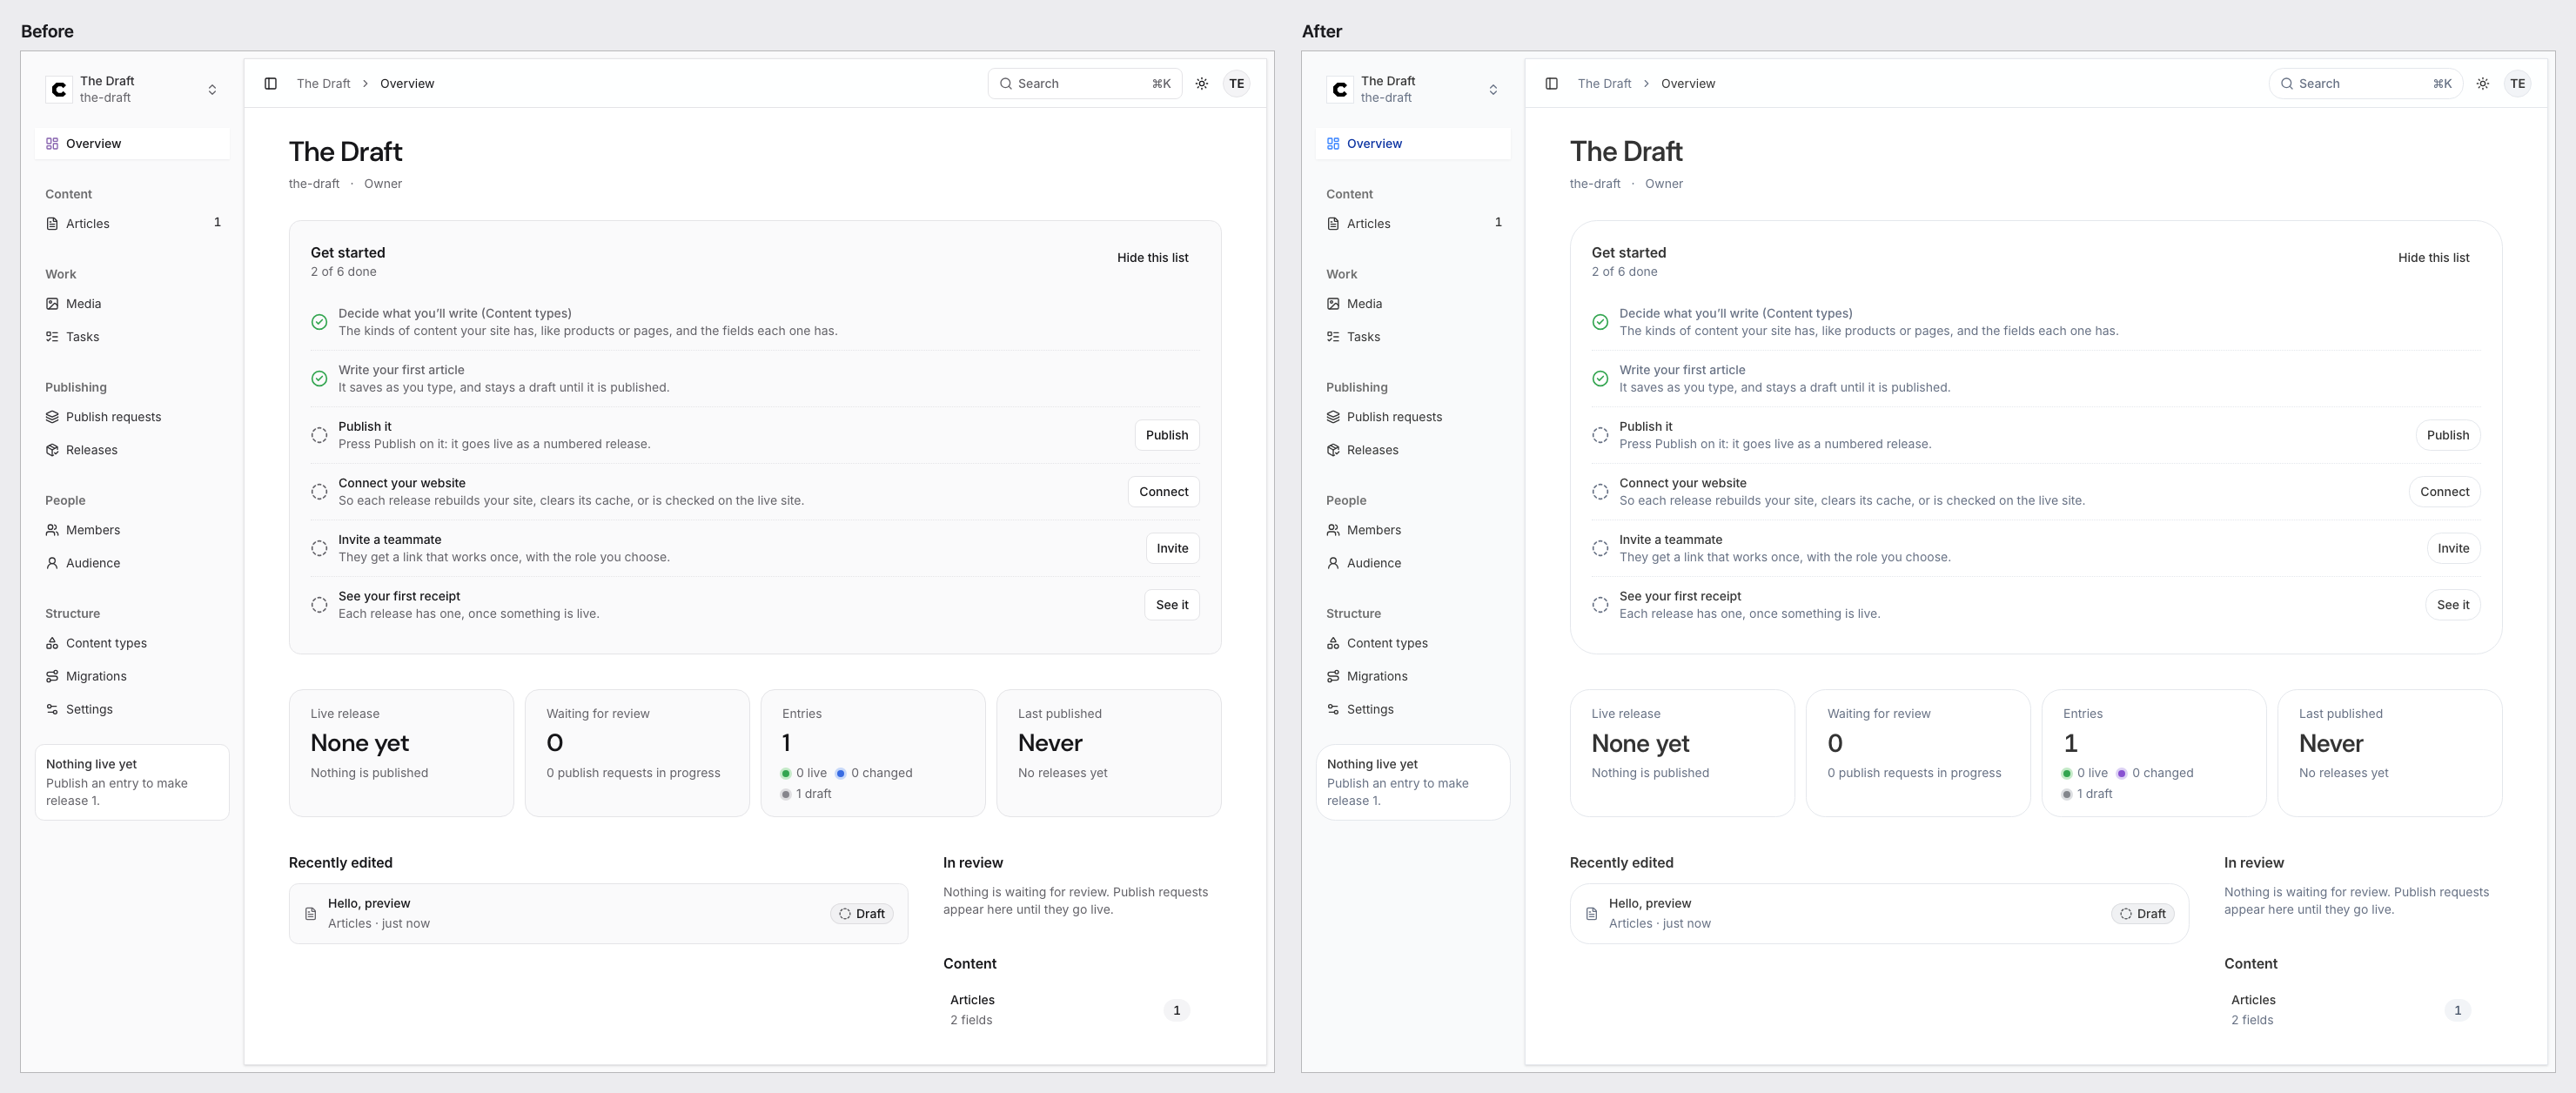 Before
The Draft
the-draft
Overview
Content
Articles 1
Work
Media
Tasks
Publishing
Publish requests
Releases
People
Members
Audience
Structure
Content types
Migrations
Settings
Nothing live yet
Publish an entry to make
release 1.
The Draft > Overview
Search ⌘K
TE
The Draft
the-draft · Owner
Get started
2 of 6 done
Hide this list
Decide what you’ll write (Content types)
The kinds of content your site has, like products or pages, and the fields each one has.
Write your first article
It saves as you type, and stays a draft until it is published.
Publish it
Press Publish on it: it goes live as a numbered release.
Publish
Connect your website
So each release rebuilds your site, clears its cache, or is checked on the live site.
Connect
Invite a teammate
They get a link that works once, with the role you choose.
Invite
See your first receipt
Each release has one, once something is live.
See it
Live release
None yet
Nothing is published
Waiting for review
0
0 publish requests in progress
Entries
1
0 live 0 changed
1 draft
Last published
Never
No releases yet
Recently edited
Hello, preview
Articles · just now
Draft
In review
Nothing is waiting for review. Publish requests
appear here until they go live.
Content
Articles
2 fields
1
After
The Draft
the-draft
Overview
Content
Articles 1
Work
Media
Tasks
Publishing
Publish requests
Releases
People
Members
Audience
Structure
Content types
Migrations
Settings
Nothing live yet
Publish an entry to make
release 1.
The Draft > Overview
Search ⌘K
TE
The Draft
the-draft · Owner
Get started
2 of 6 done
Hide this list
Decide what you’ll write (Content types)
The kinds of content your site has, like products or pages, and the fields each one has.
Write your first article
It saves as you type, and stays a draft until it is published.
Publish it
Press Publish on it: it goes live as a numbered release.
Publish
Connect your website
So each release rebuilds your site, clears its cache, or is checked on the live site.
Connect
Invite a teammate
They get a link that works once, with the role you choose.
Invite
See your first receipt
Each release has one, once something is live.
See it
Live release
None yet
Nothing is published
Waiting for review
0
0 publish requests in progress
Entries
1
0 live 0 changed
1 draft
Last published
Never
No releases yet
Recently edited
Hello, preview
Articles · just now
Draft
In review
Nothing is waiting for review. Publish requests
appear here until they go live.
Content
Articles
2 fields
1